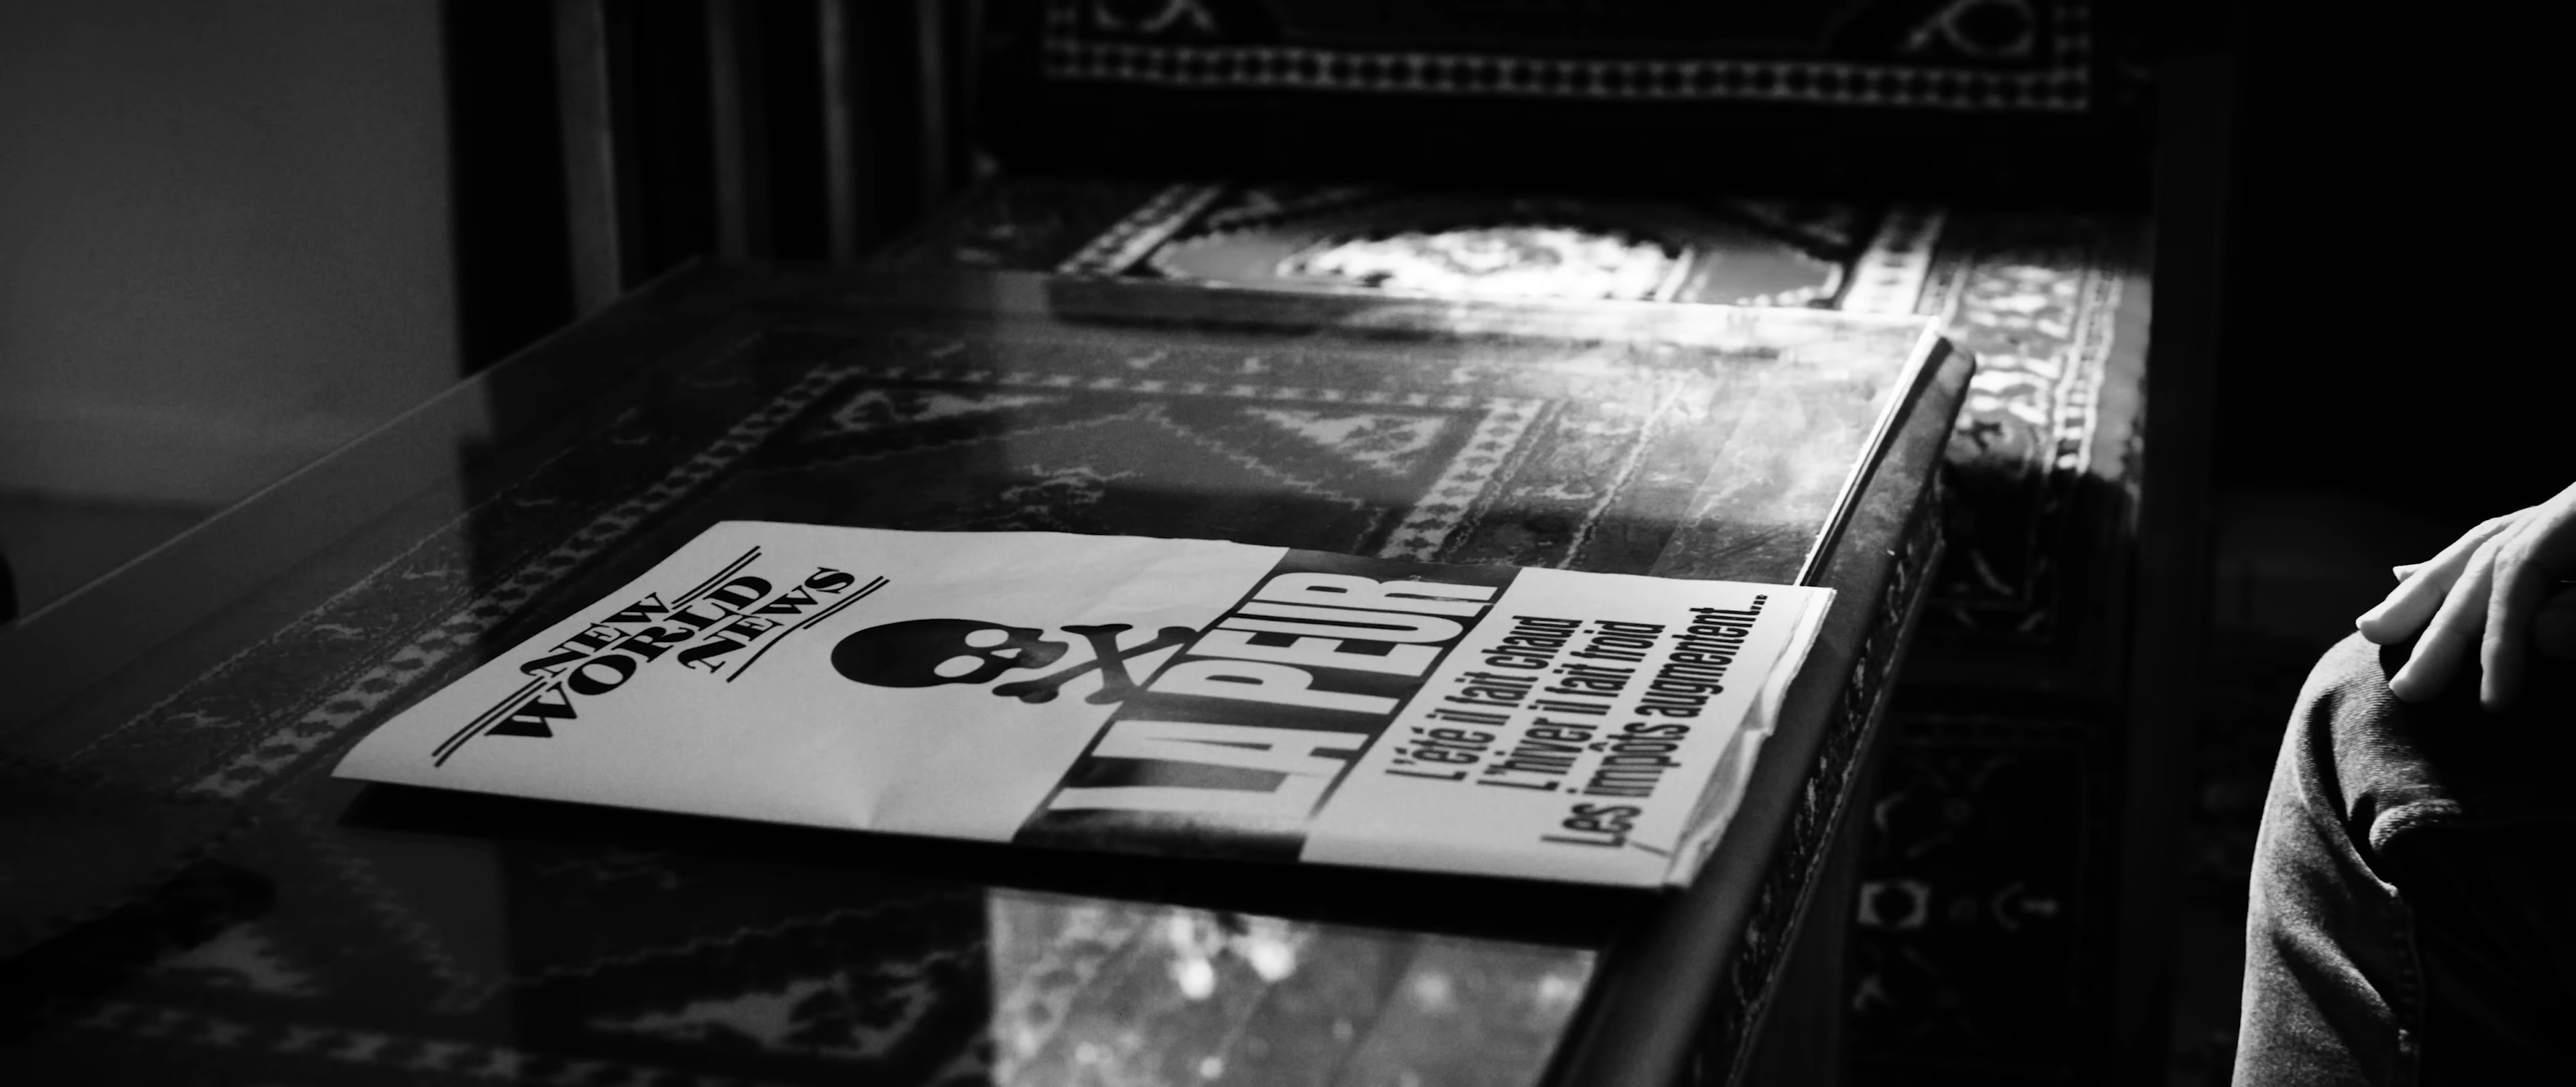 NEW
WORLD
NEWS
LA PEUR
L'été il fait chaud
L'hiver il fait froid
Les impôts augmentent...